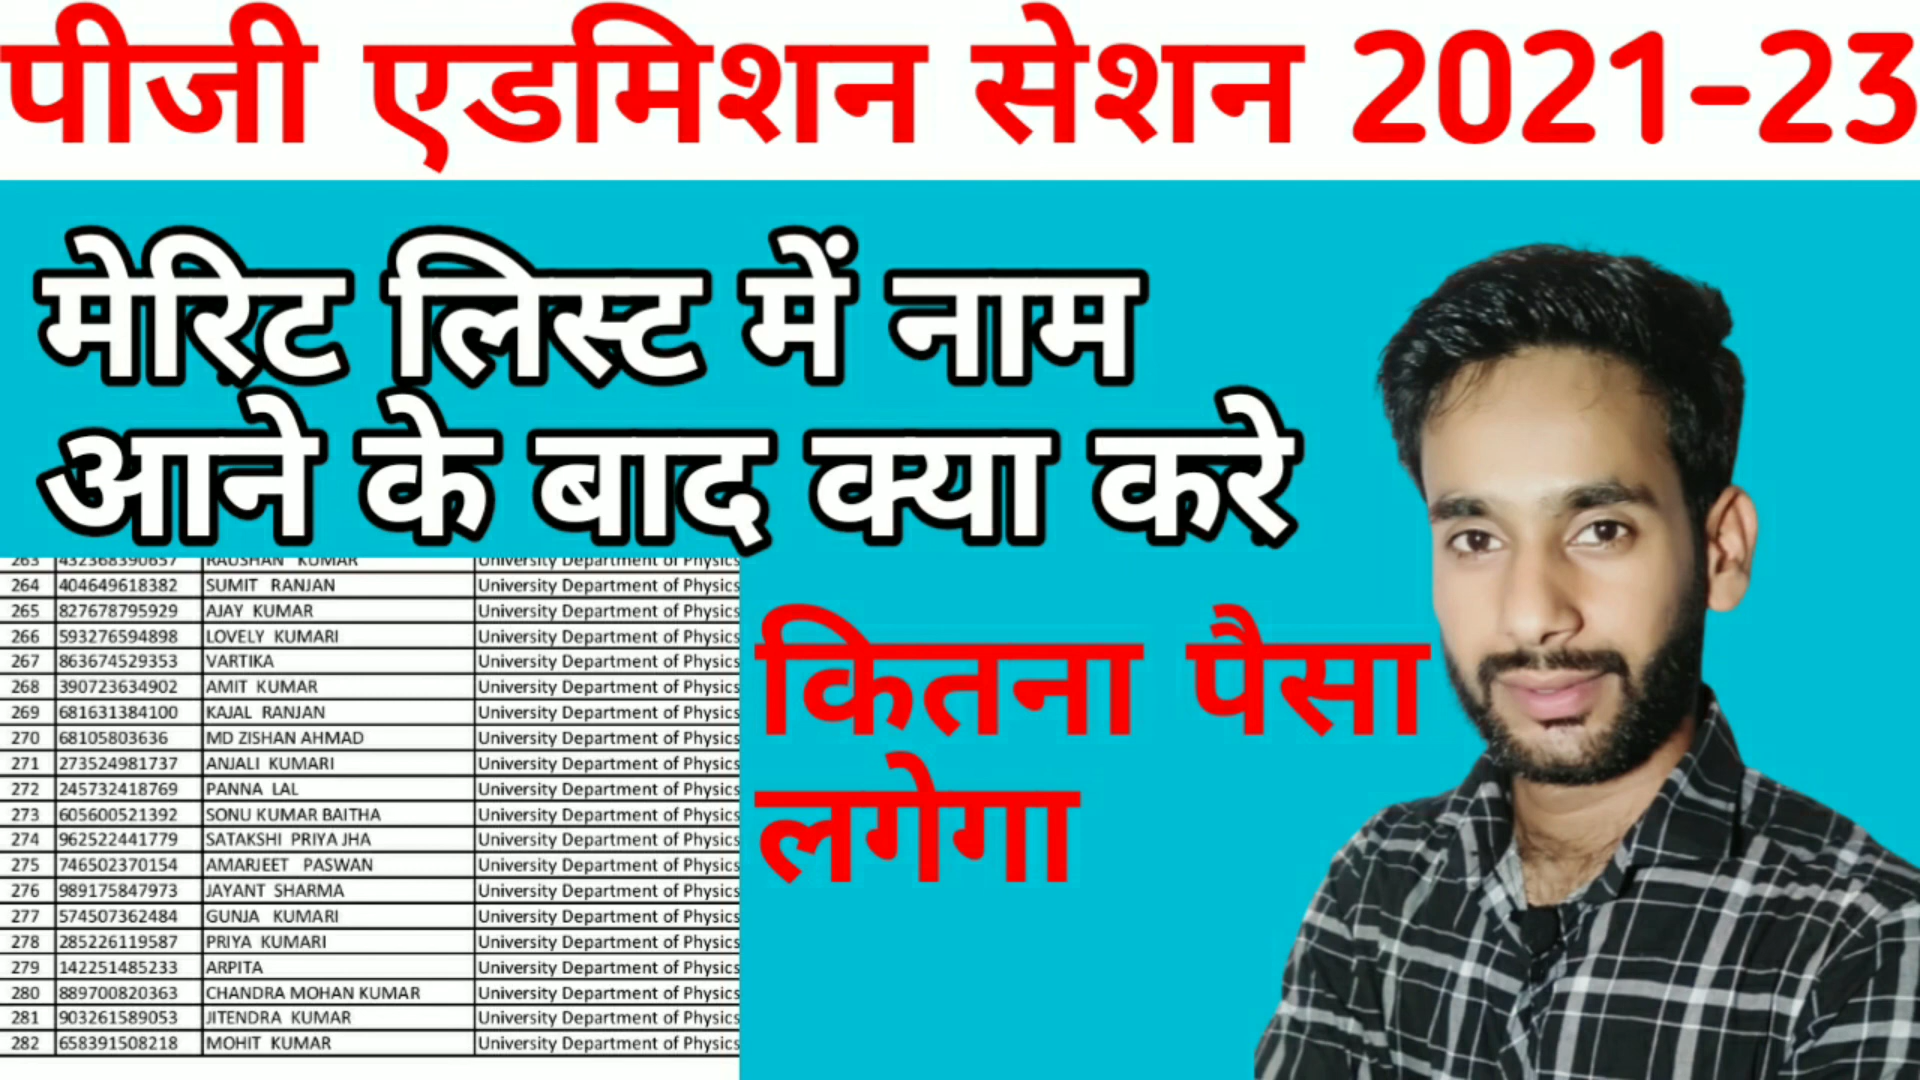 पीजी एडमिशन सेशन 2021-23
मेरिट लिस्ट में नाम
आने के बाद क्या करे
263 432368390657 RAUSHAN KUMAR University Department of Physics
264 404649618382 SUMIT RANJAN University Department of Physics
265 827678795929 AJAY KUMAR University Department of Physics
266 593276594898 LOVELY KUMARI University Department of Physics
267 863674529353 VARTIKA University Department of Physics
268 390723634902 AMIT KUMAR University Department of Physics
269 681631384100 KAJAL RANJAN University Department of Physics
270 68105803636 MD ZISHAN AHMAD University Department of Physics
271 273524981737 ANJALI KUMARI University Department of Physics
272 245732418769 PANNA LAL University Department of Physics
273 605600521392 SONU KUMAR BAITHA University Department of Physics
274 962522441779 SATAKSHI PRIYA JHA University Department of Physics
275 746502370154 AMARJEET PASWAN University Department of Physics
276 989175847973 JAYANT SHARMA University Department of Physics
277 574507362484 GUNJA KUMARI University Department of Physics
278 285226119587 PRIYA KUMARI University Department of Physics
279 142251485233 ARPITA University Department of Physics
280 889700820363 CHANDRA MOHAN KUMAR University Department of Physics
281 903261589053 JITENDRA KUMAR University Department of Physics
282 658391508218 MOHIT KUMAR University Department of Physics
कितना पैसा
लगेगा